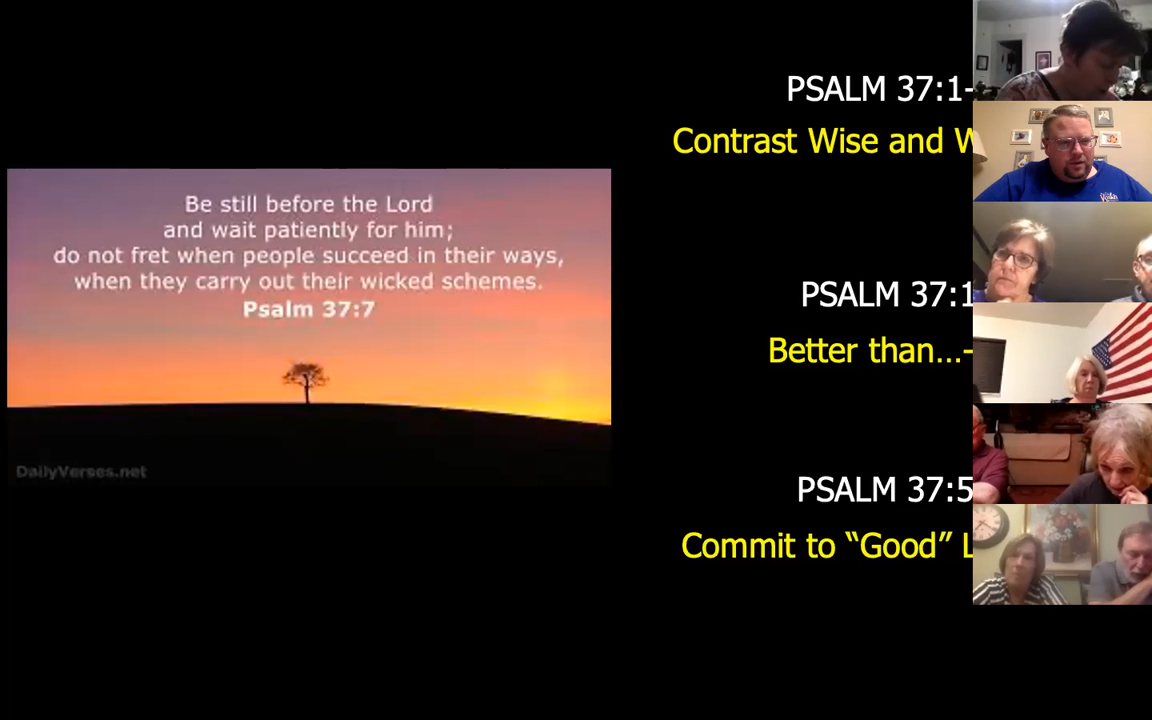 Be still before the Lord
and wait patiently for him;
do not fret when people succeed in their ways,
when they carry out their wicked schemes.
Psalm 37:7
DailyVerses.net
PSALM 37:1-
Contrast Wise and W
PSALM 37:1
Better than...-
PSALM 37:5
Commit to “Good” L